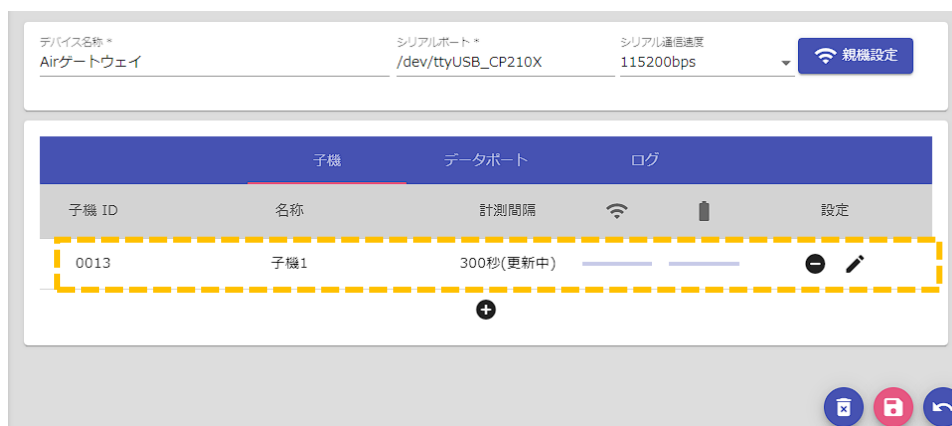 デバイス名称 * シリアルポート * シリアル通信速度
Airゲートウェイ /dev/ttyUSB_CP210X 115200bps 親機設定
子機 データポート ログ
子機 ID 名称 計測間隔 設定
0013 子機1 300秒(更新中)